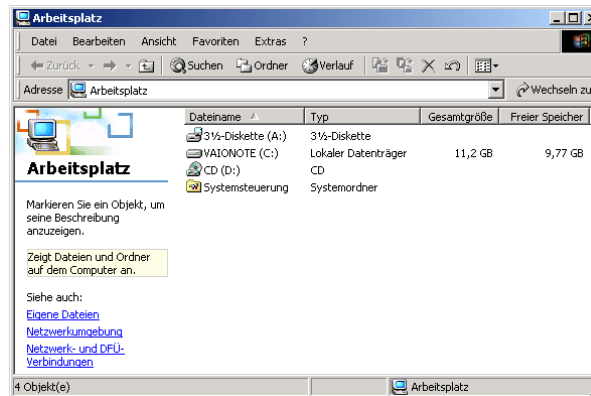 Arbeitsplatz
Datei Bearbeiten Ansicht Favoriten Extras ?
Zurück Suchen Ordner Verlauf
Adresse Arbeitsplatz Wechseln zu
Dateiname Typ Gesamtgröße Freier Speicher
3½-Diskette (A:) 3½-Diskette
VAIONOTE (C:) Lokaler Datenträger 11,2 GB 9,77 GB
CD (D:) CD
Systemsteuerung Systemordner
Arbeitsplatz
Markieren Sie ein Objekt, um
seine Beschreibung
anzuzeigen.
Zeigt Dateien und Ordner
auf dem Computer an.
Siehe auch:
Eigene Dateien
Netzwerkumgebung
Netzwerk- und DFÜ-
Verbindungen
4 Objekt(e) Arbeitsplatz